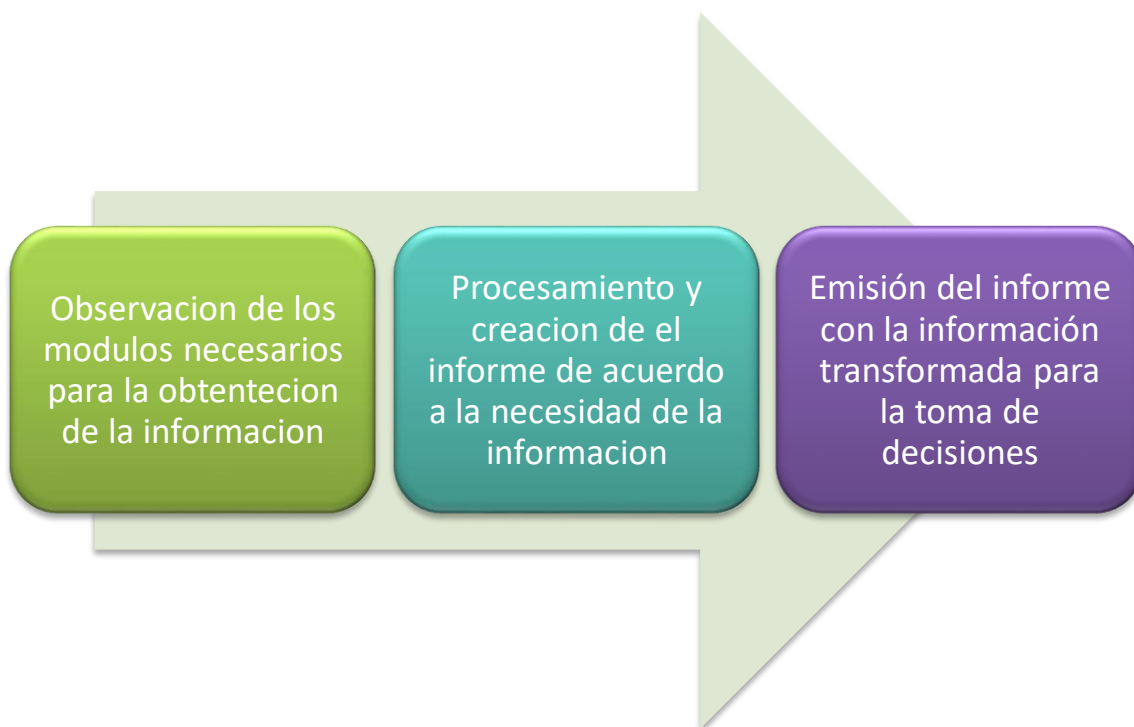 Observacion de los
modulos necesarios
para la obtentecion
de la informacion
Procesamiento y
creacion de el
informe de acuerdo
a la necesidad de la
informacion
Emisión del informe
con la información
transformada para
la toma de
decisiones